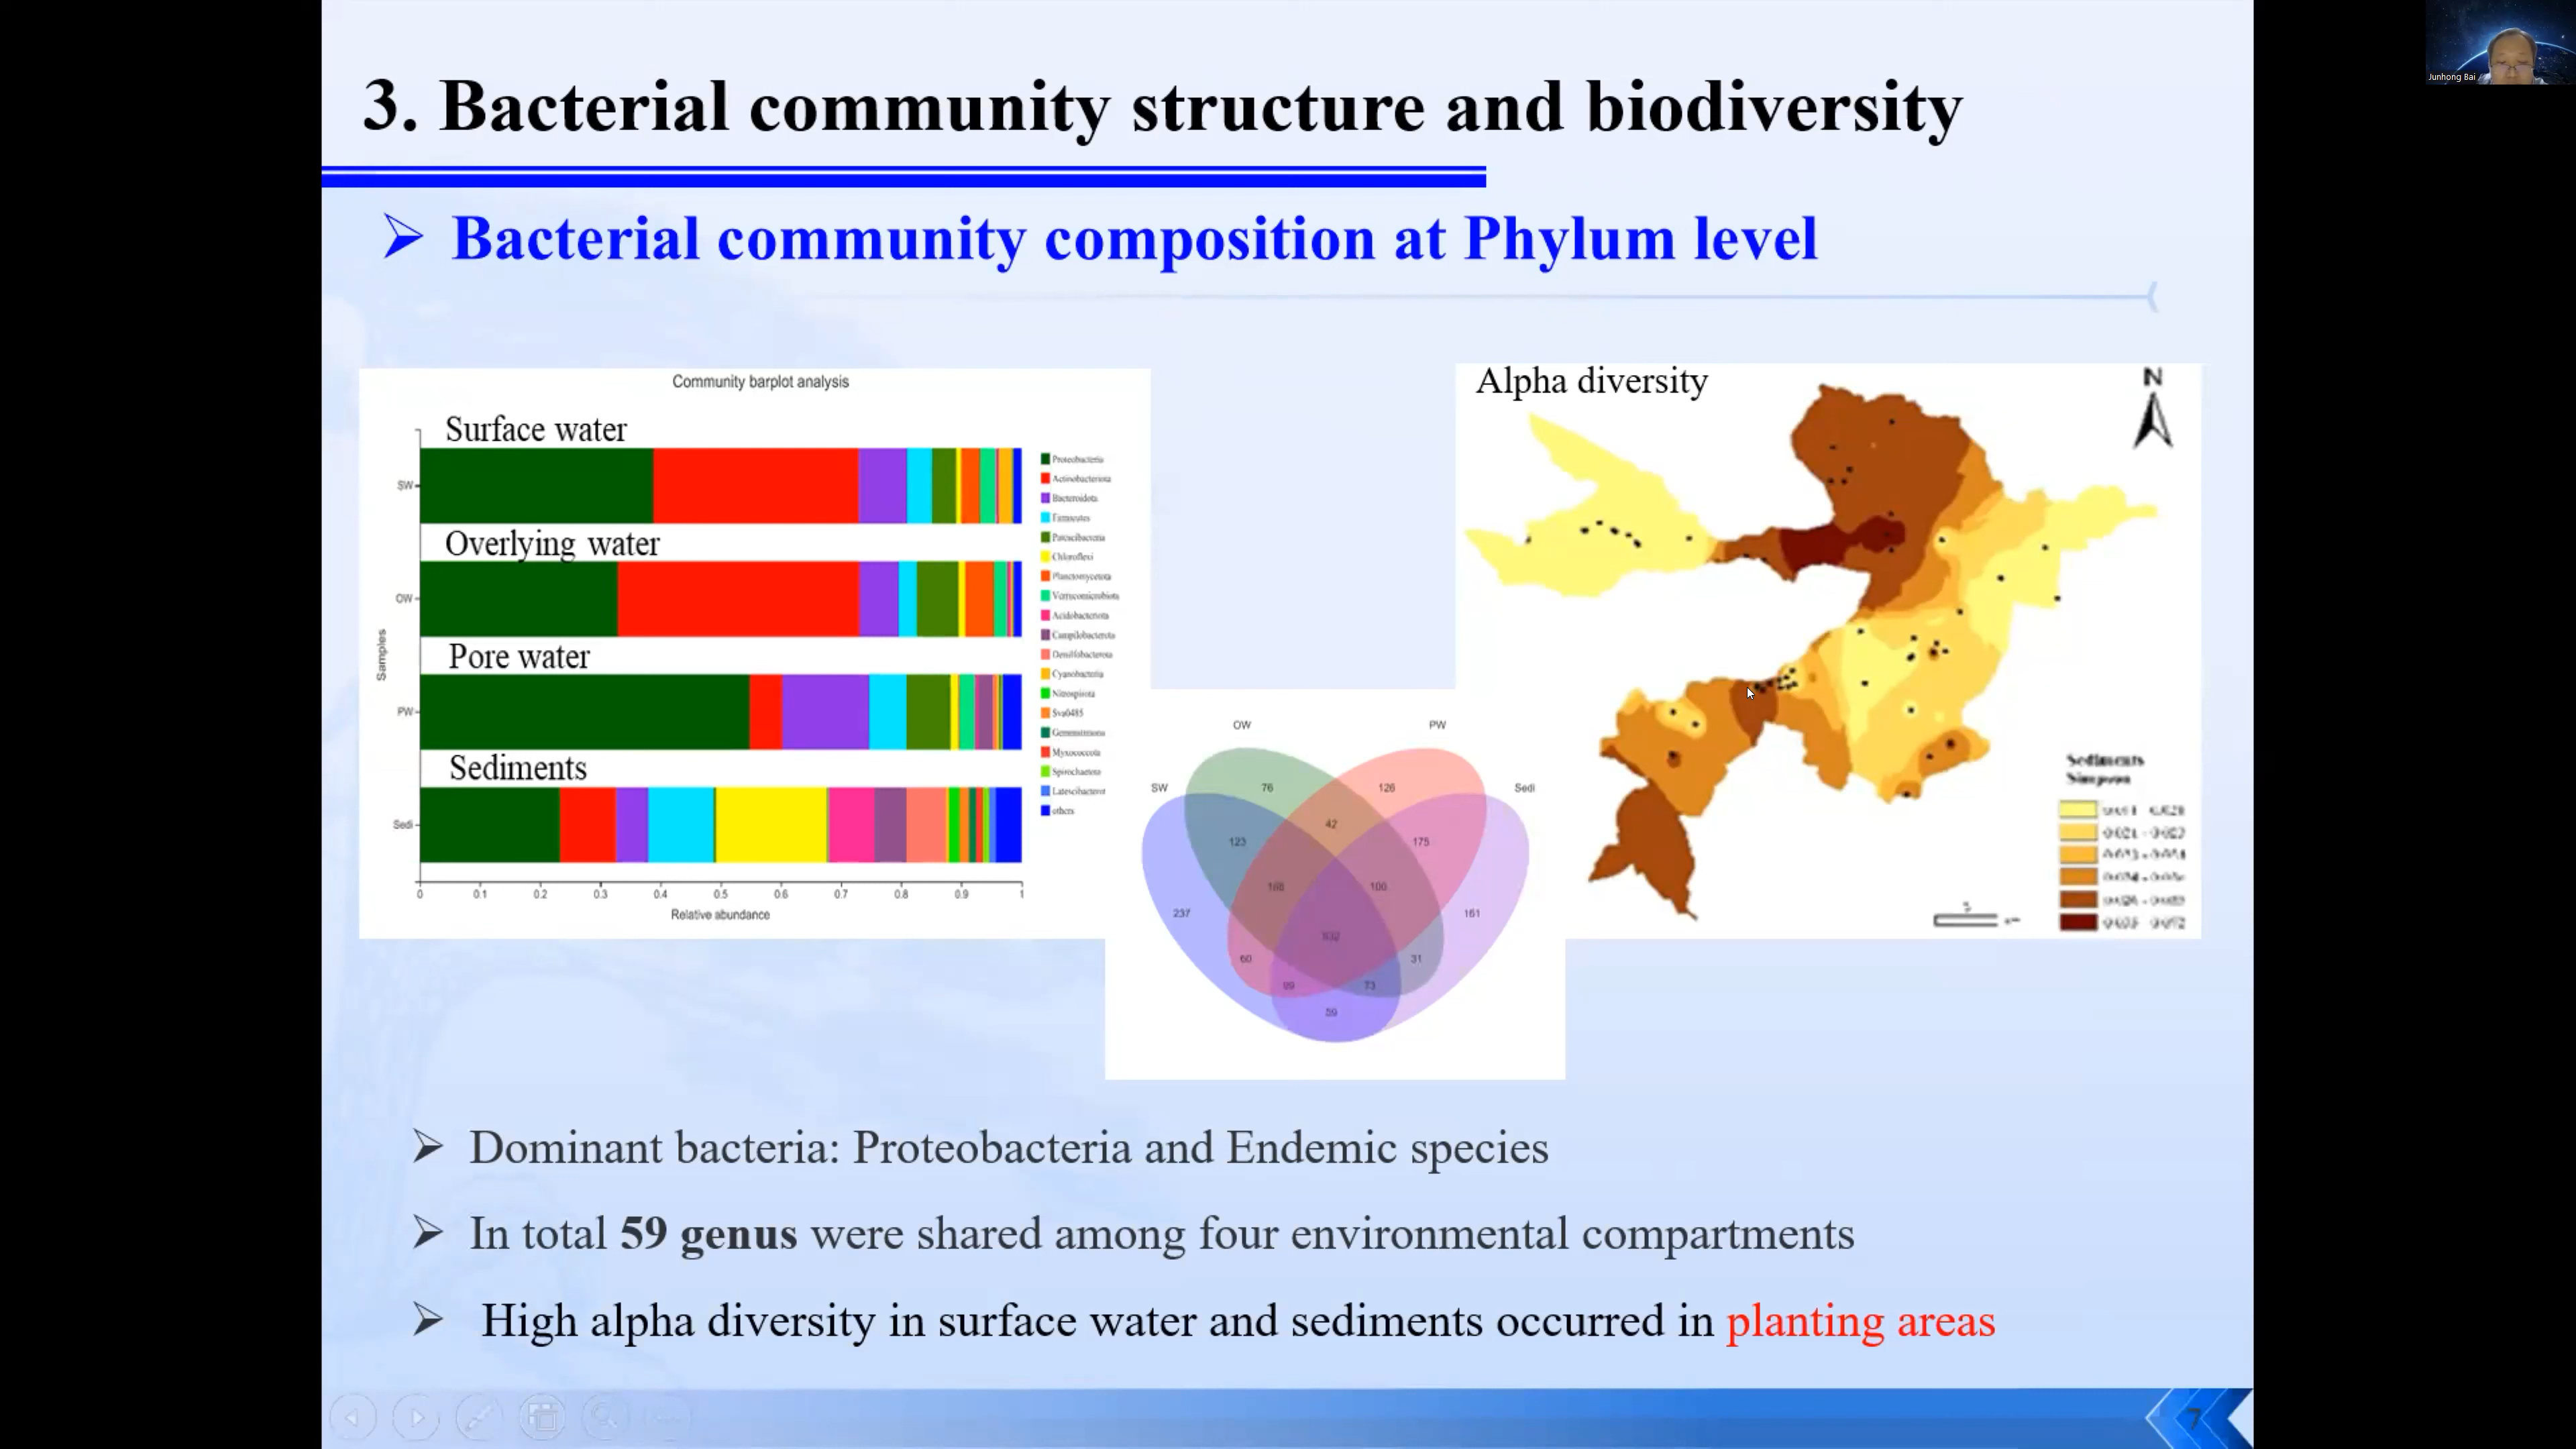 3. Bacterial community structure and biodiversity
Junhong Bai
➢ Bacterial community composition at Phylum level
Community barplot analysis
Surface water
SW
Overlying water
OW
Pore water
PW
Sediments
Sedi
Samples
0 0.1 0.2 0.3 0.4 0.5 0.6 0.7 0.8 0.9 1
Relative abundance
Proteobacteria
Actinobacteriota
Bacteroidota
Firmicutes
Patescibacteria
Chloroflexi
Planctomycetota
Verrucomicrobiota
Acidobacteriota
Campilobacterota
Desulfobacterota
Cyanobacteria
Nitrospirota
Sva0485
Myxococcota
Spirochaetota
others
OW PW
SW Sedi
76 126
42
123 175
168 100
237 161
60 31
99 73
59
Alpha diversity
N
Sediments
Simpson
➢ Dominant bacteria: Proteobacteria and Endemic species
➢ In total 59 genus were shared among four environmental compartments
➢ High alpha diversity in surface water and sediments occurred in planting areas
7